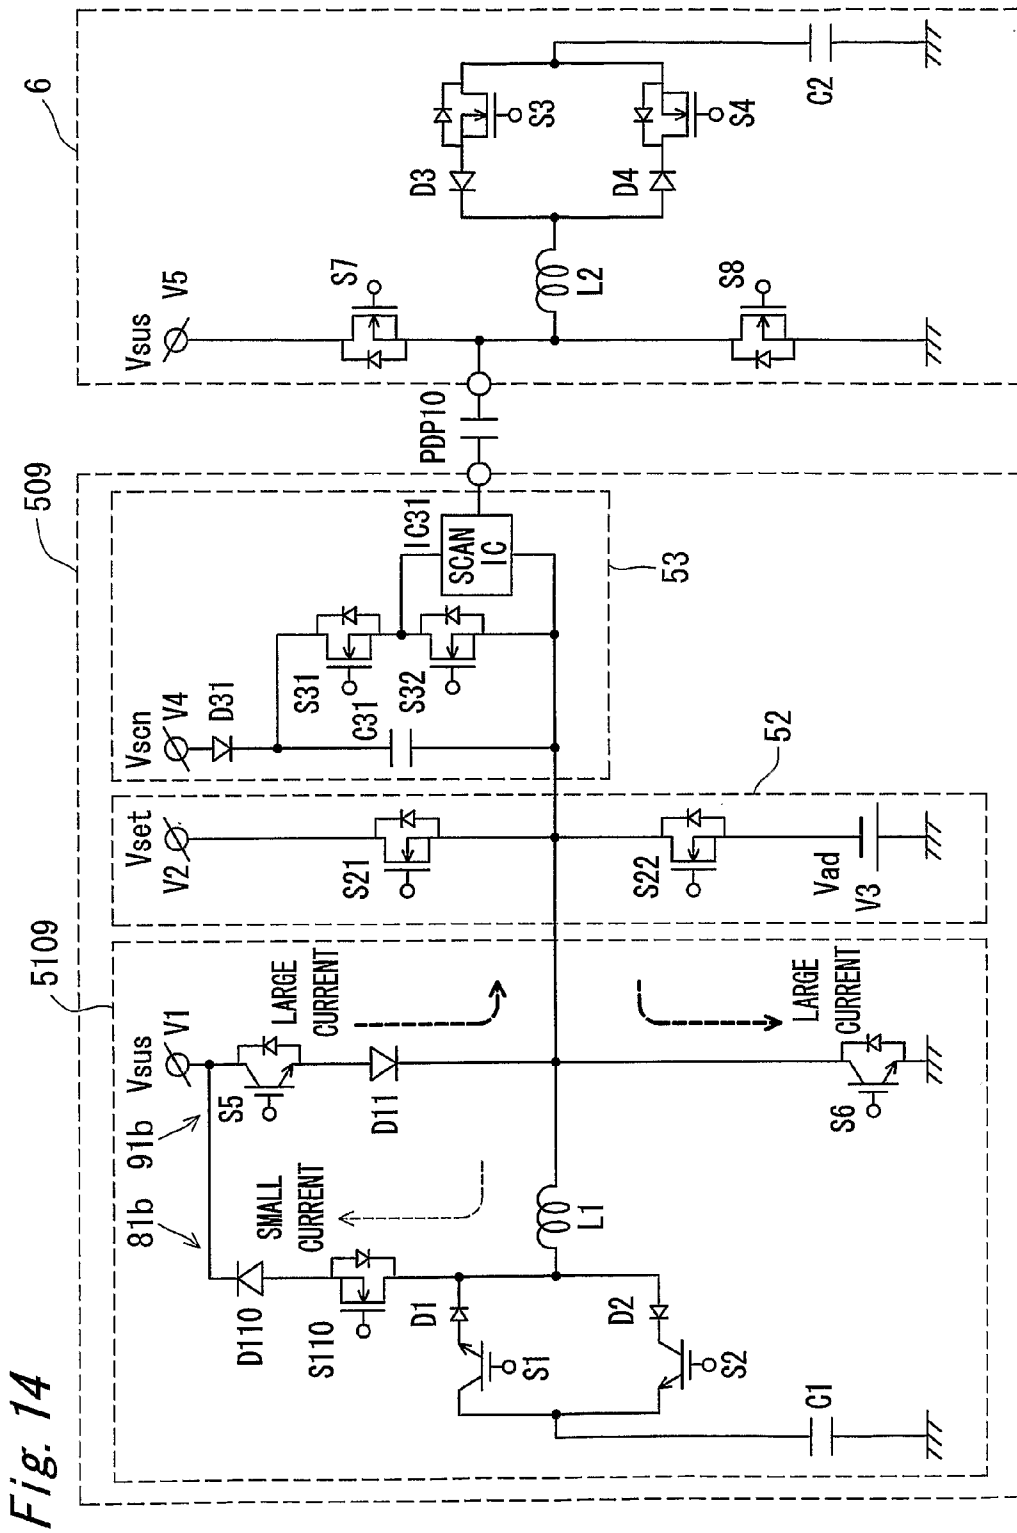 Fig. 14
509
6
5109
53
52
81b
91b
Vsus
V1
Vset
V2
Vscn
V4
Vsus
V5
D110
S110
SMALL
CURRENT
S5
LARGE
CURRENT
D11
D1
S1
D2
S2
L1
C1
LARGE
CURRENT
S6
S21
S22
Vad
V3
D31
S31
C31
S32
IC31
SCAN
IC
PDP10
S7
S8
L2
D3
S3
D4
S4
C2